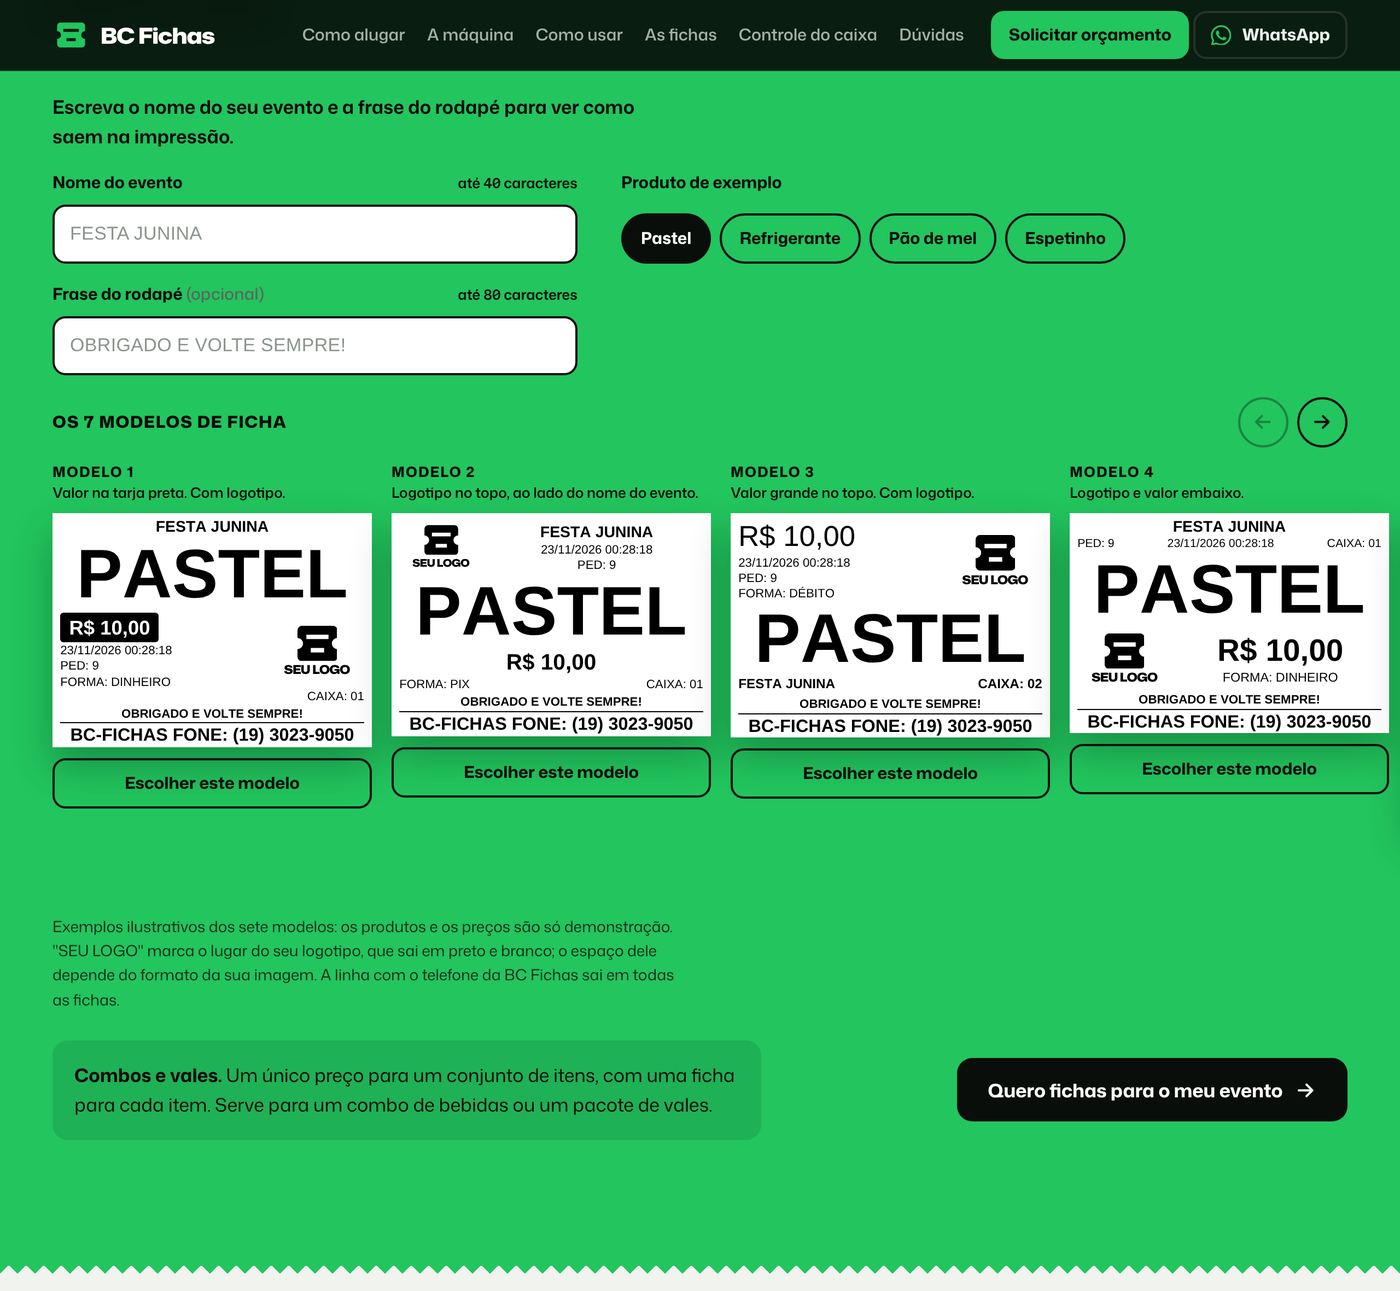 BC Fichas
Como alugar
A máquina
Como usar
As fichas
Controle do caixa
Dúvidas
Solicitar orçamento
WhatsApp
Escreva o nome do seu evento e a frase do rodapé para ver como
saem na impressão.
Nome do evento
até 40 caracteres
FESTA JUNINA
Produto de exemplo
Pastel
Refrigerante
Pão de mel
Espetinho
Frase do rodapé (opcional)
até 80 caracteres
OBRIGADO E VOLTE SEMPRE!
OS 7 MODELOS DE FICHA
MODELO 1
Valor na tarja preta. Com logotipo.
FESTA JUNINA
PASTEL
R$ 10,00
23/11/2026 00:28:18
PED: 9
FORMA: DINHEIRO
SEU LOGO
CAIXA: 01
OBRIGADO E VOLTE SEMPRE!
BC-FICHAS FONE: (19) 3023-9050
Escolher este modelo
MODELO 2
Logotipo no topo, ao lado do nome do evento.
SEU LOGO
FESTA JUNINA
23/11/2026 00:28:18
PED: 9
PASTEL
R$ 10,00
FORMA: PIX
CAIXA: 01
OBRIGADO E VOLTE SEMPRE!
BC-FICHAS FONE: (19) 3023-9050
Escolher este modelo
MODELO 3
Valor grande no topo. Com logotipo.
R$ 10,00
23/11/2026 00:28:18
PED: 9
FORMA: DÉBITO
SEU LOGO
PASTEL
FESTA JUNINA
CAIXA: 02
OBRIGADO E VOLTE SEMPRE!
BC-FICHAS FONE: (19) 3023-9050
Escolher este modelo
MODELO 4
Logotipo e valor embaixo.
FESTA JUNINA
PED: 9
23/11/2026 00:28:18
CAIXA: 01
PASTEL
SEU LOGO
R$ 10,00
FORMA: DINHEIRO
OBRIGADO E VOLTE SEMPRE!
BC-FICHAS FONE: (19) 3023-9050
Escolher este modelo
Exemplos ilustrativos dos sete modelos: os produtos e os preços são só demonstração.
"SEU LOGO" marca o lugar do seu logotipo, que sai em preto e branco; o espaço dele
depende do formato da sua imagem. A linha com o telefone da BC Fichas sai em todas
as fichas.
Combos e vales. Um único preço para um conjunto de itens, com uma ficha
para cada item. Serve para um combo de bebidas ou um pacote de vales.
Quero fichas para o meu evento